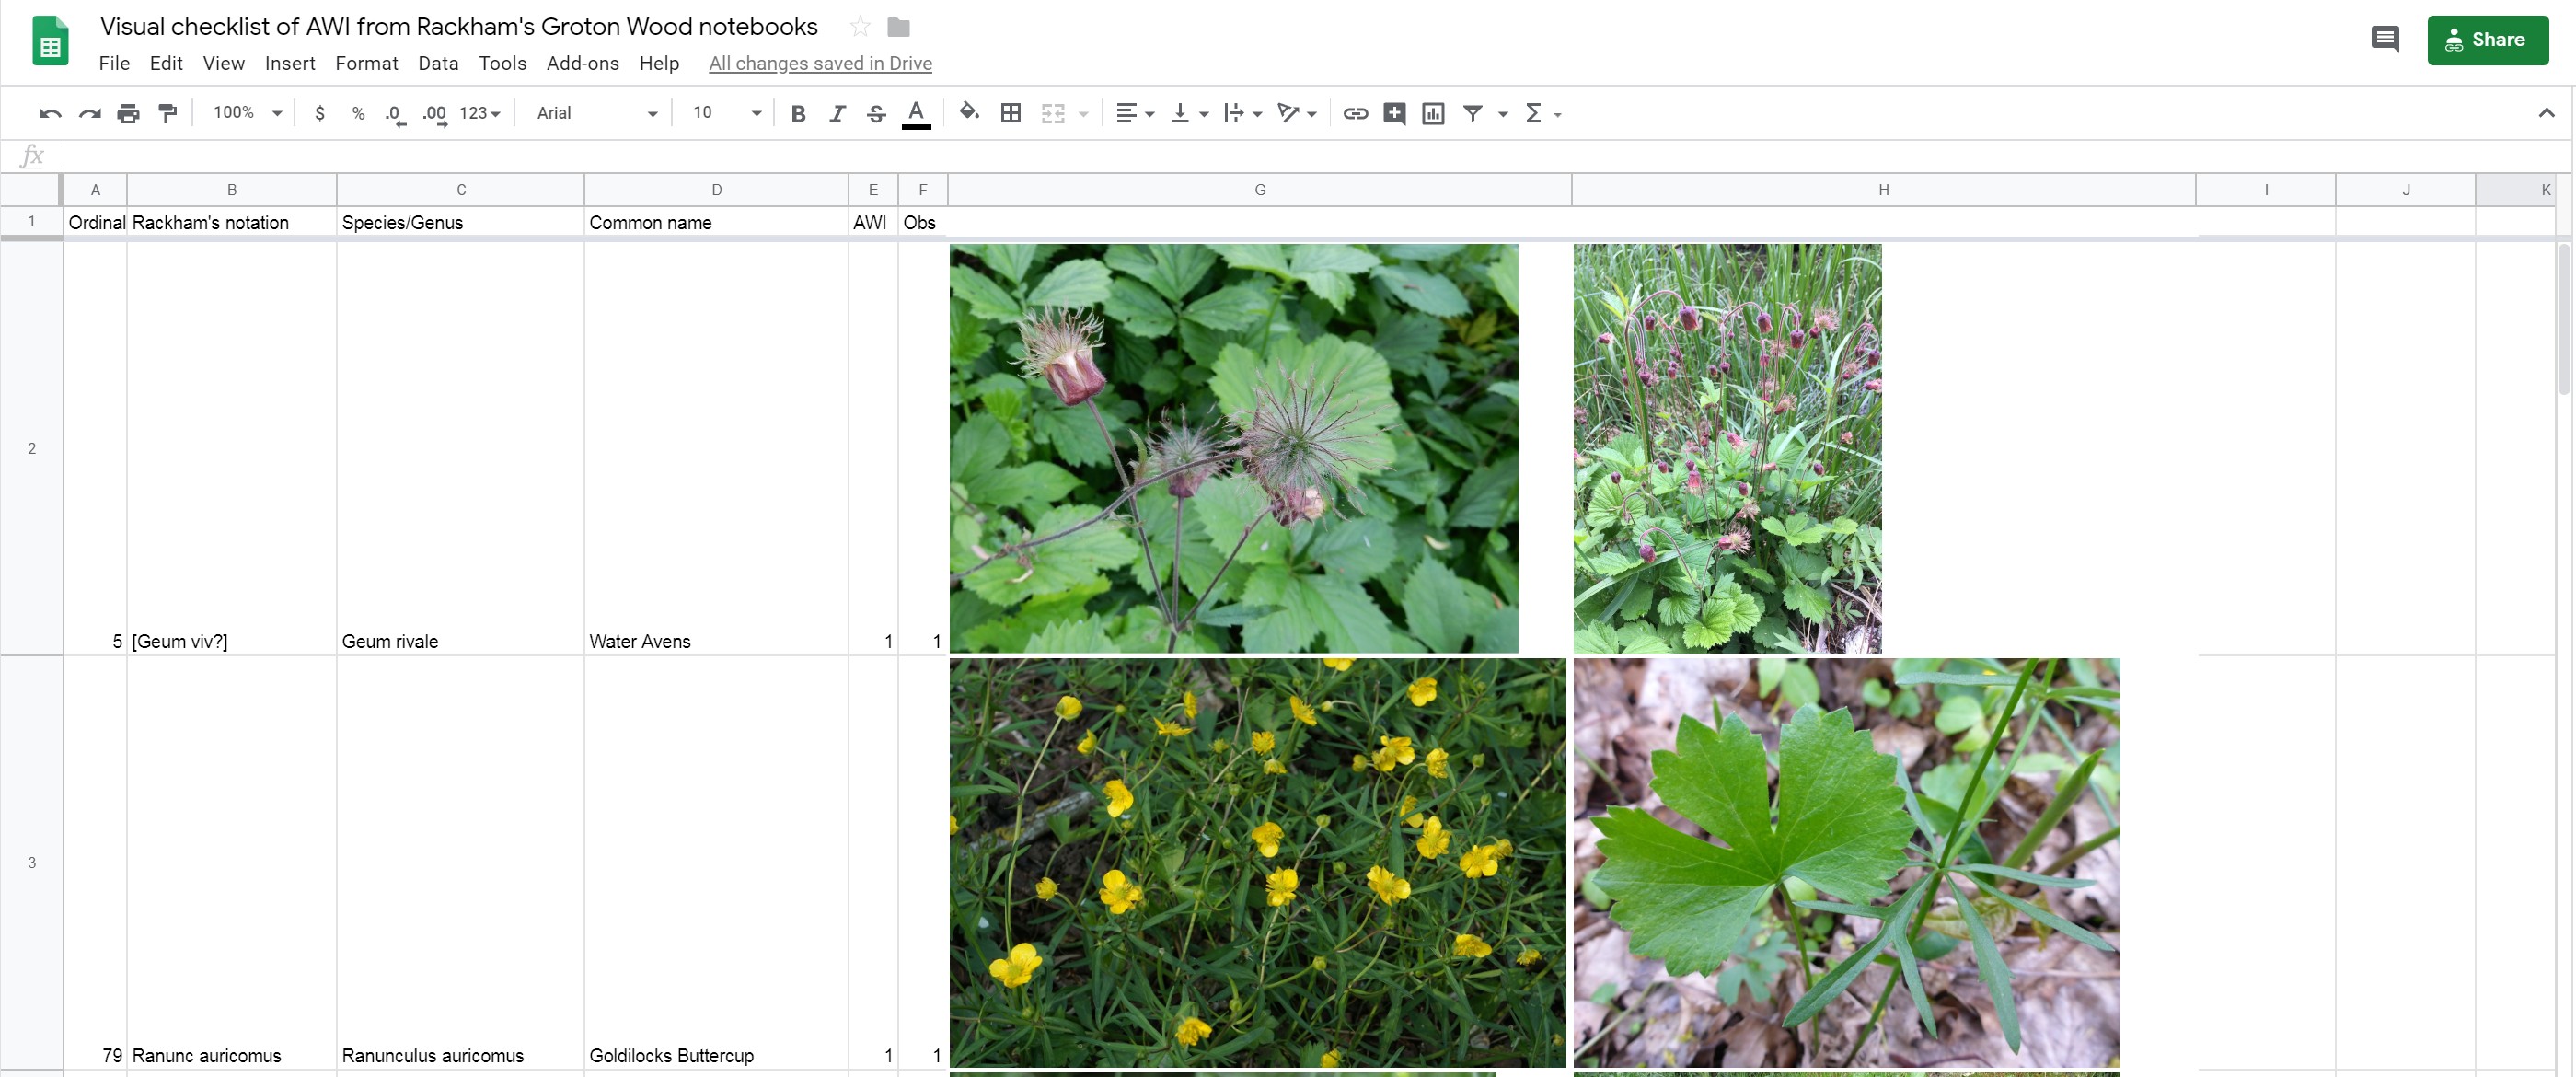 Visual checklist of AWI from Rackham's Groton Wood notebooks
File Edit View Insert Format Data Tools Add-ons Help All changes saved in Drive
Share
100% $ % .0 .00 123 Arial 10 B I S A Σ
fx
A B C D E F G H I J K
1 Ordinal Rackham's notation Species/Genus Common name AWI Obs
2
5 [Geum viv?] Geum rivale Water Avens 1 1
3
79 Ranunc auricomus Ranunculus auricomus Goldilocks Buttercup 1 1